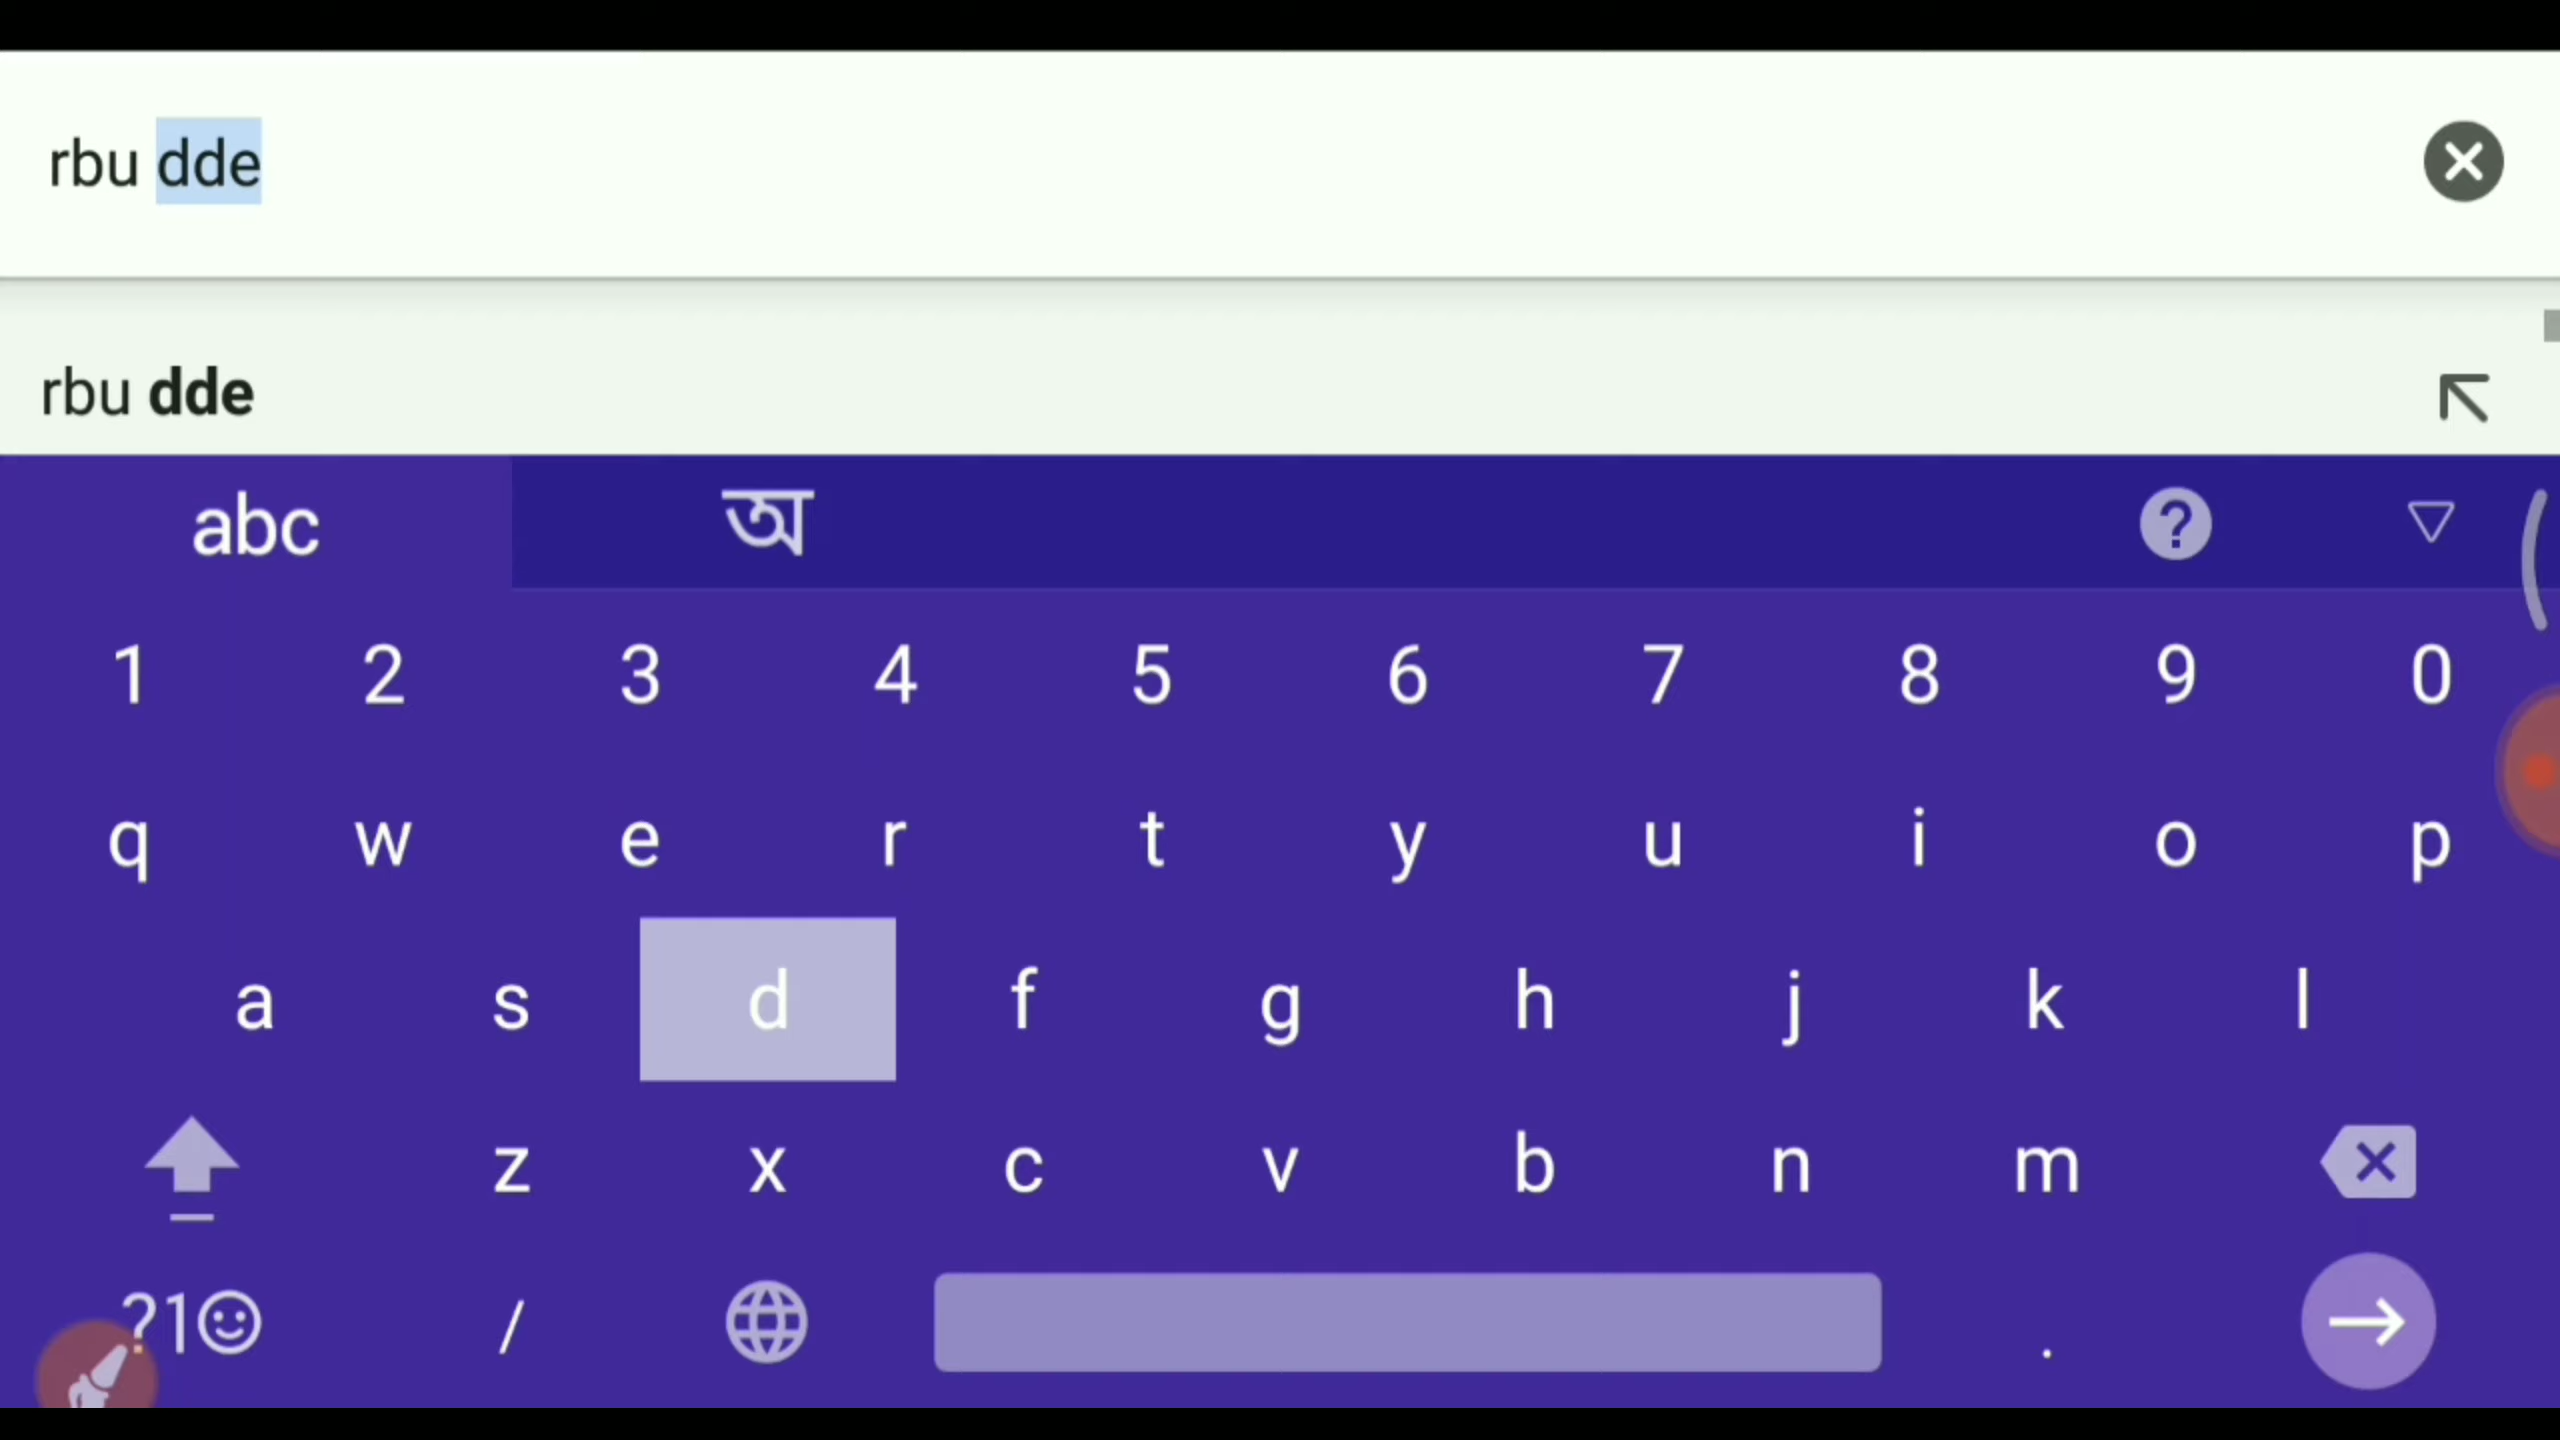 rbu dde
rbu dde
abc অ ?
1 2 3 4 5 6 7 8 9 0
q w e r t y u i o p
a s d f g h j k l
z x c v b n m
?1☺ / .